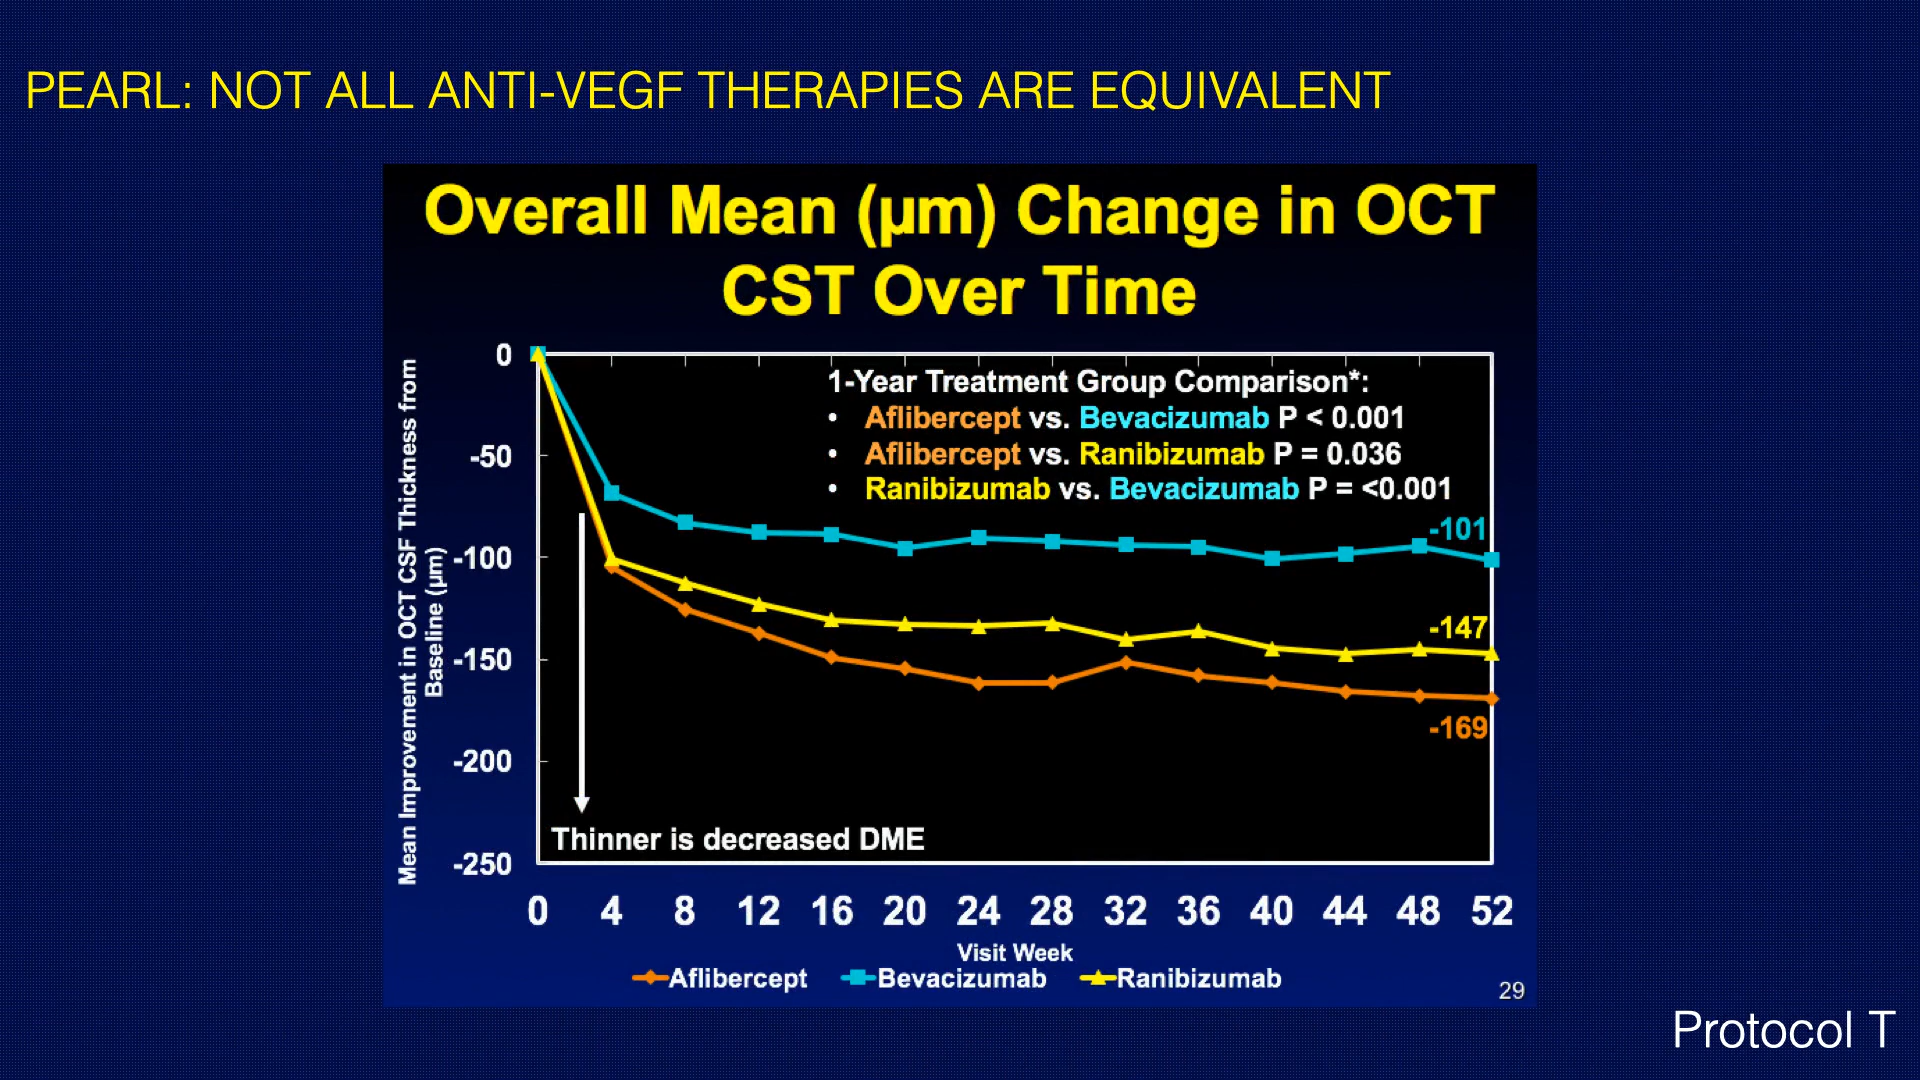 PEARL: NOT ALL ANTI-VEGF THERAPIES ARE EQUIVALENT
Overall Mean (µm) Change in OCT
CST Over Time
Mean Improvement in OCT CSF Thickness from
Baseline (µm)
0
-50
-100
-150
-200
-250
1-Year Treatment Group Comparison*:
• Aflibercept vs. Bevacizumab P < 0.001
• Aflibercept vs. Ranibizumab P = 0.036
• Ranibizumab vs. Bevacizumab P = <0.001
-101
-147
-169
Thinner is decreased DME
0 4 8 12 16 20 24 28 32 36 40 44 48 52
Visit Week
Aflibercept Bevacizumab Ranibizumab
29
Protocol T